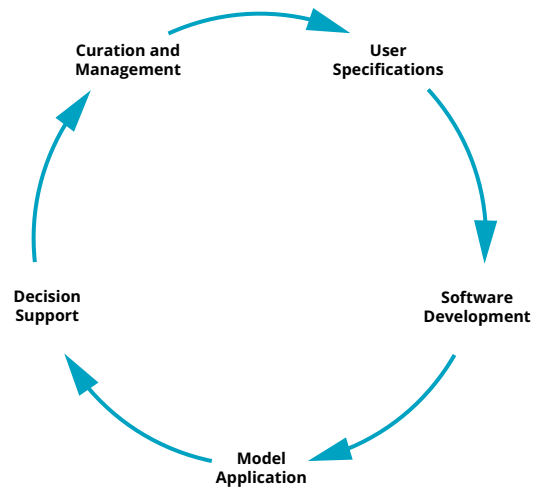 Curation and
Management
User
Specifications
Software
Development
Model
Application
Decision
Support